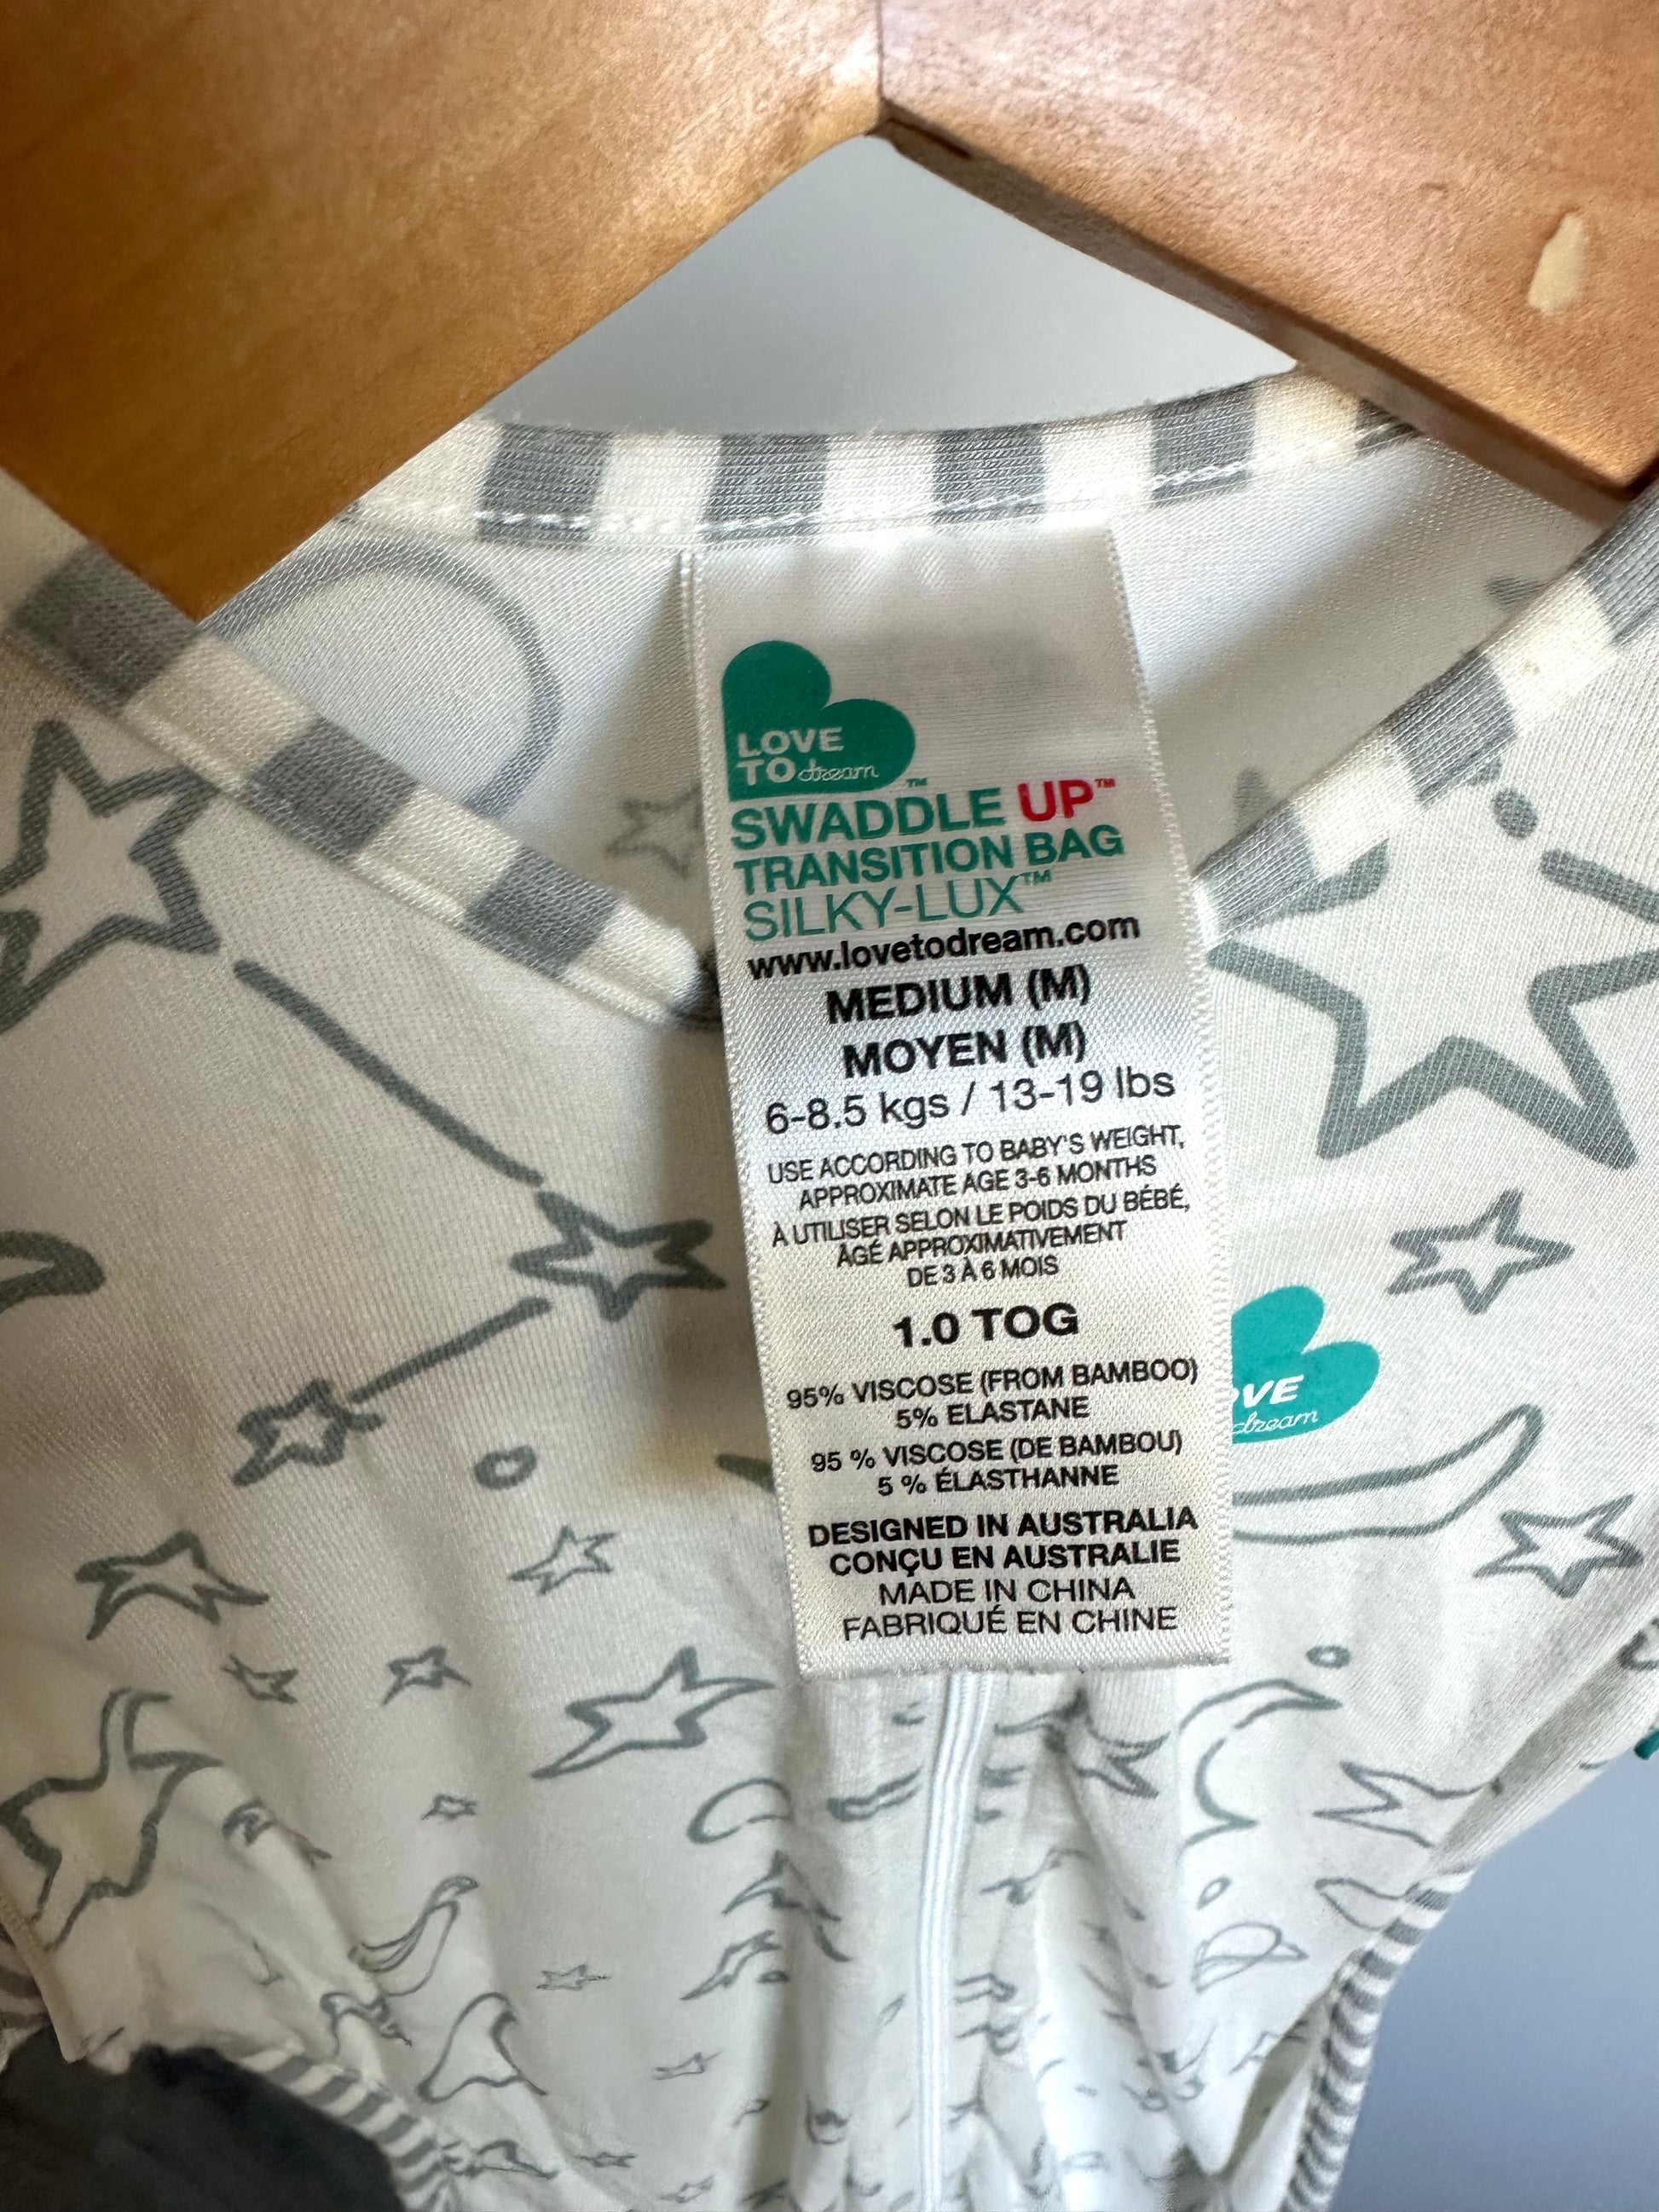 LOVE
TO dream™
SWADDLE UP™
TRANSITION BAG
SILKY-LUX™
www.lovetodream.com
MEDIUM (M)
MOYEN (M)
6-8.5 kgs / 13-19 lbs
USE ACCORDING TO BABY'S WEIGHT,
APPROXIMATE AGE 3-6 MONTHS
À UTILISER SELON LE POIDS DU BÉBÉ,
ÂGÉ APPROXIMATIVEMENT
DE 3 À 6 MOIS
1.0 TOG
95% VISCOSE (FROM BAMBOO)
5% ELASTANE
95 % VISCOSE (DE BAMBOU)
5 % ÉLASTHANNE
DESIGNED IN AUSTRALIA
CONÇU EN AUSTRALIE
MADE IN CHINA
FABRIQUÉ EN CHINE
dream